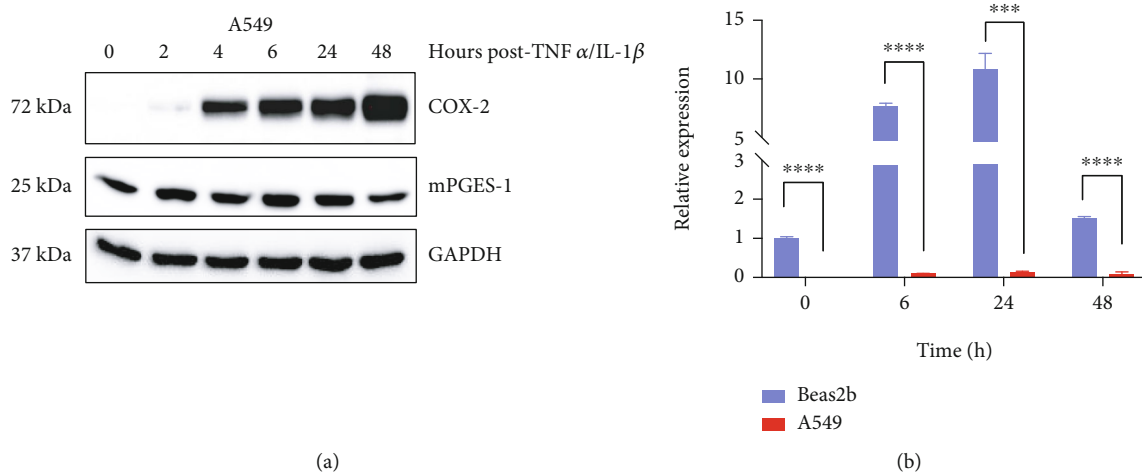 A549
0 2 4 6 24 48 Hours post-TNF α/IL-1β
72 kDa COX-2
25 kDa mPGES-1
37 kDa GAPDH
(a)
Relative expression
15
10
5
3
2
1
0
****
****
***
****
0 6 24 48
Time (h)
Beas2b
A549
(b)